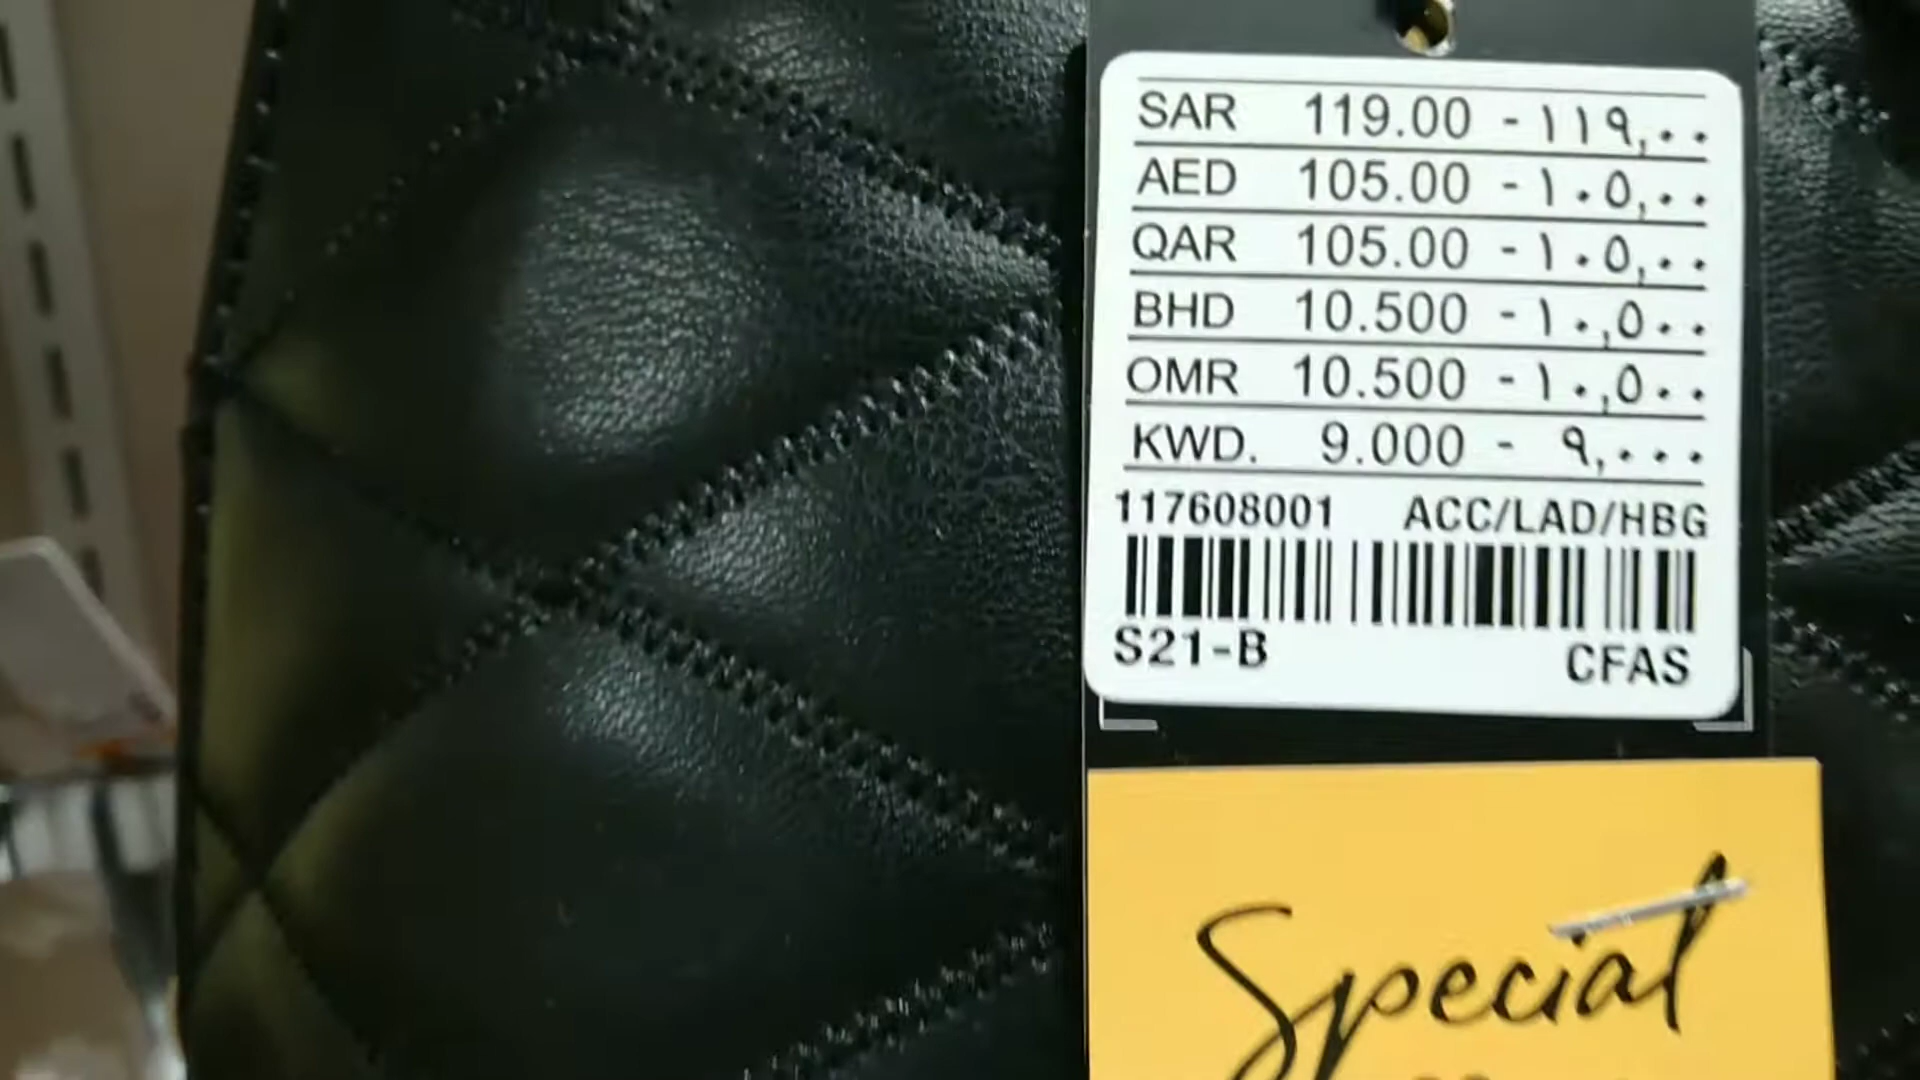 SAR 119.00 - ١١٩,٠٠
AED 105.00 - ١٠٥,٠٠
QAR 105.00 - ١٠٥,٠٠
BHD 10.500 - ١٠,٥٠٠
OMR 10.500 - ١٠,٥٠٠
KWD. 9.000 - ٩,٠٠٠
117608001 ACC/LAD/HBG
S21-B CFAS
Special